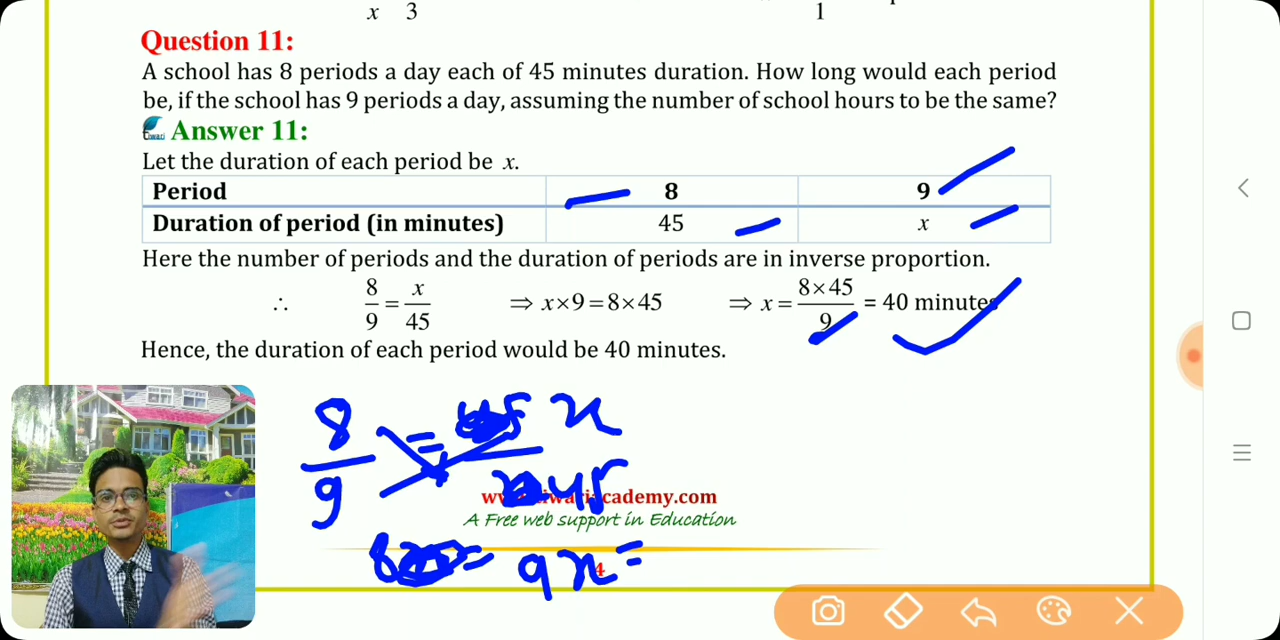 x 3
1
Question 11:
A school has 8 periods a day each of 45 minutes duration. How long would each period
be, if the school has 9 periods a day, assuming the number of school hours to be the same?
Answer 11:
Let the duration of each period be x.
Period 8 9
Duration of period (in minutes) 45 x
Here the number of periods and the duration of periods are in inverse proportion.
∴ 8/9 = x/45 ⇒ x × 9 = 8 × 45 ⇒ x = 8 × 45/9 = 40 minutes
Hence, the duration of each period would be 40 minutes.
8/9 = x/45
A Free web support in Education
8 = 9x =
4